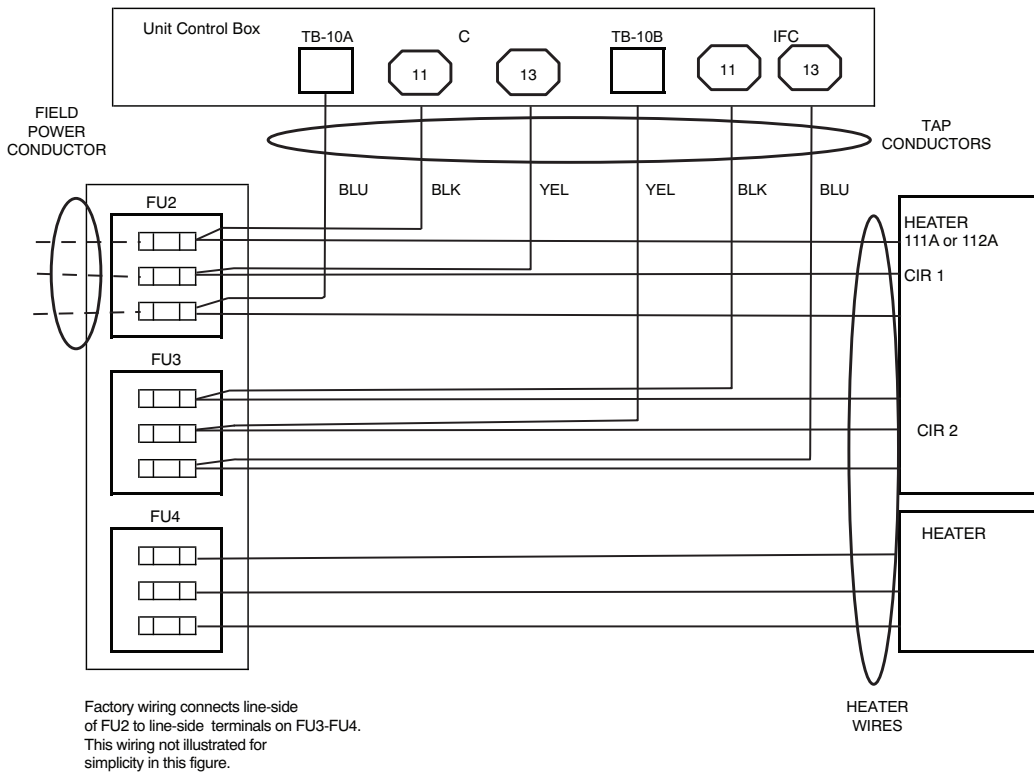 Unit Control Box
TB-10A
C
TB-10B
IFC
11
13
11
13
FIELD
POWER
CONDUCTOR
TAP
CONDUCTORS
BLU
BLK
YEL
YEL
BLK
BLU
FU2
HEATER
111A or 112A
CIR 1
FU3
CIR 2
FU4
HEATER
Factory wiring connects line-side
of FU2 to line-side terminals on FU3-FU4.
This wiring not illustrated for
simplicity in this figure.
HEATER
WIRES